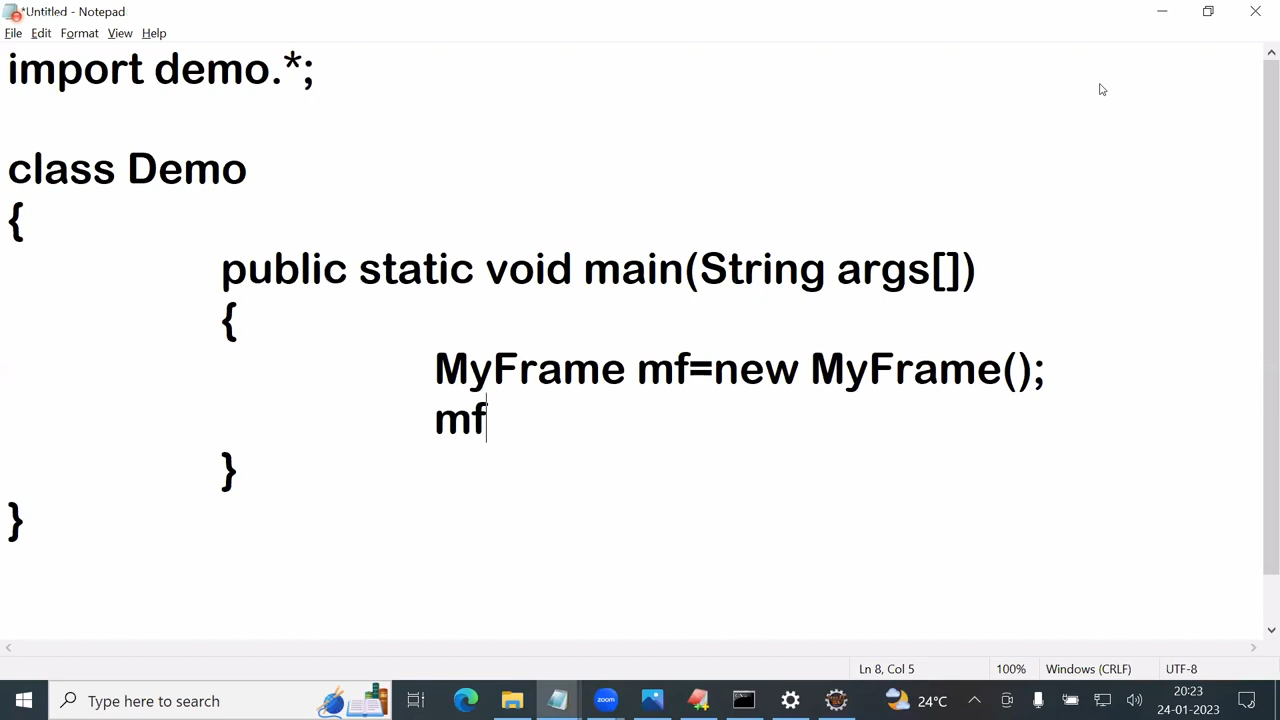 *Untitled - Notepad
File Edit Format View Help
import demo.*;
class Demo
{
public static void main(String args[])
{
MyFrame mf=new MyFrame();
mf
}
}
Ln 8, Col 5 100% Windows (CRLF) UTF-8
Type here to search
zoom
24°C
24-01-2023